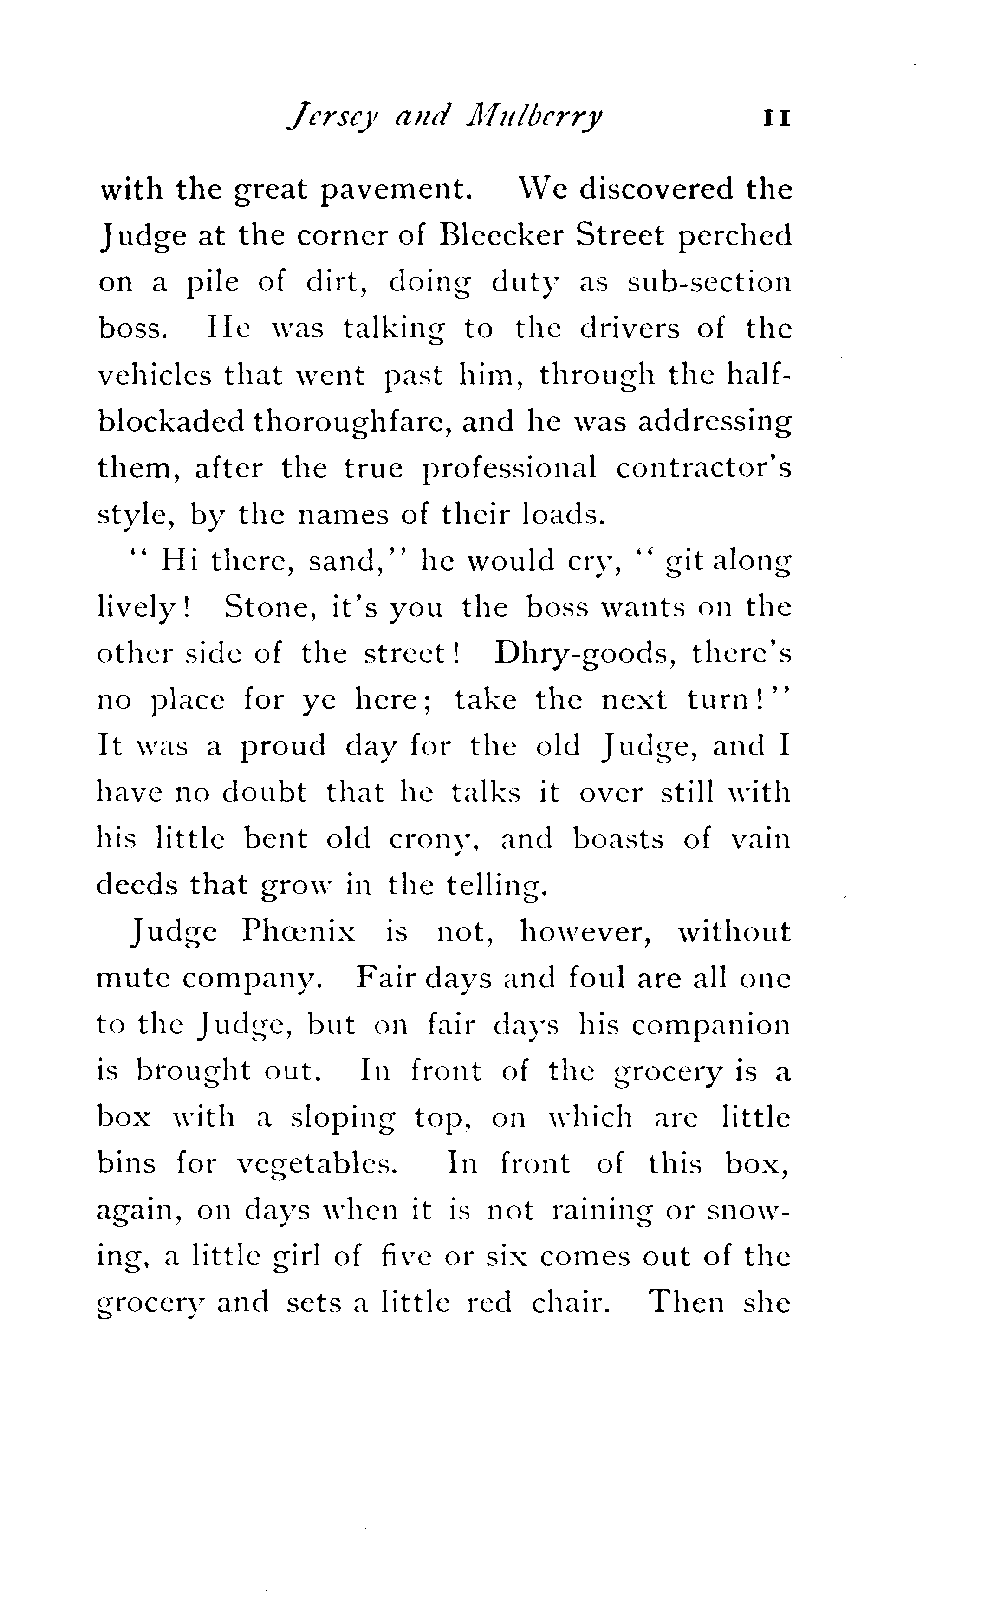 Jersey and Mulberry 11
with the great pavement. We discovered the
Judge at the corner of Bleecker Street perched
on a pile of dirt, doing duty as sub-section
boss. He was talking to the drivers of the
vehicles that went past him, through the half-
blockaded thoroughfare, and he was addressing
them, after the true professional contractor's
style, by the names of their loads.
" Hi there, sand," he would cry, " git along
lively! Stone, it's you the boss wants on the
other side of the street! Dhry-goods, there's
no place for ye here; take the next turn!"
It was a proud day for the old Judge, and I
have no doubt that he talks it over still with
his little bent old crony, and boasts of vain
deeds that grow in the telling.
Judge Phœnix is not, however, without
mute company. Fair days and foul are all one
to the Judge, but on fair days his companion
is brought out. In front of the grocery is a
box with a sloping top, on which are little
bins for vegetables. In front of this box,
again, on days when it is not raining or snow-
ing, a little girl of five or six comes out of the
grocery and sets a little red chair. Then she